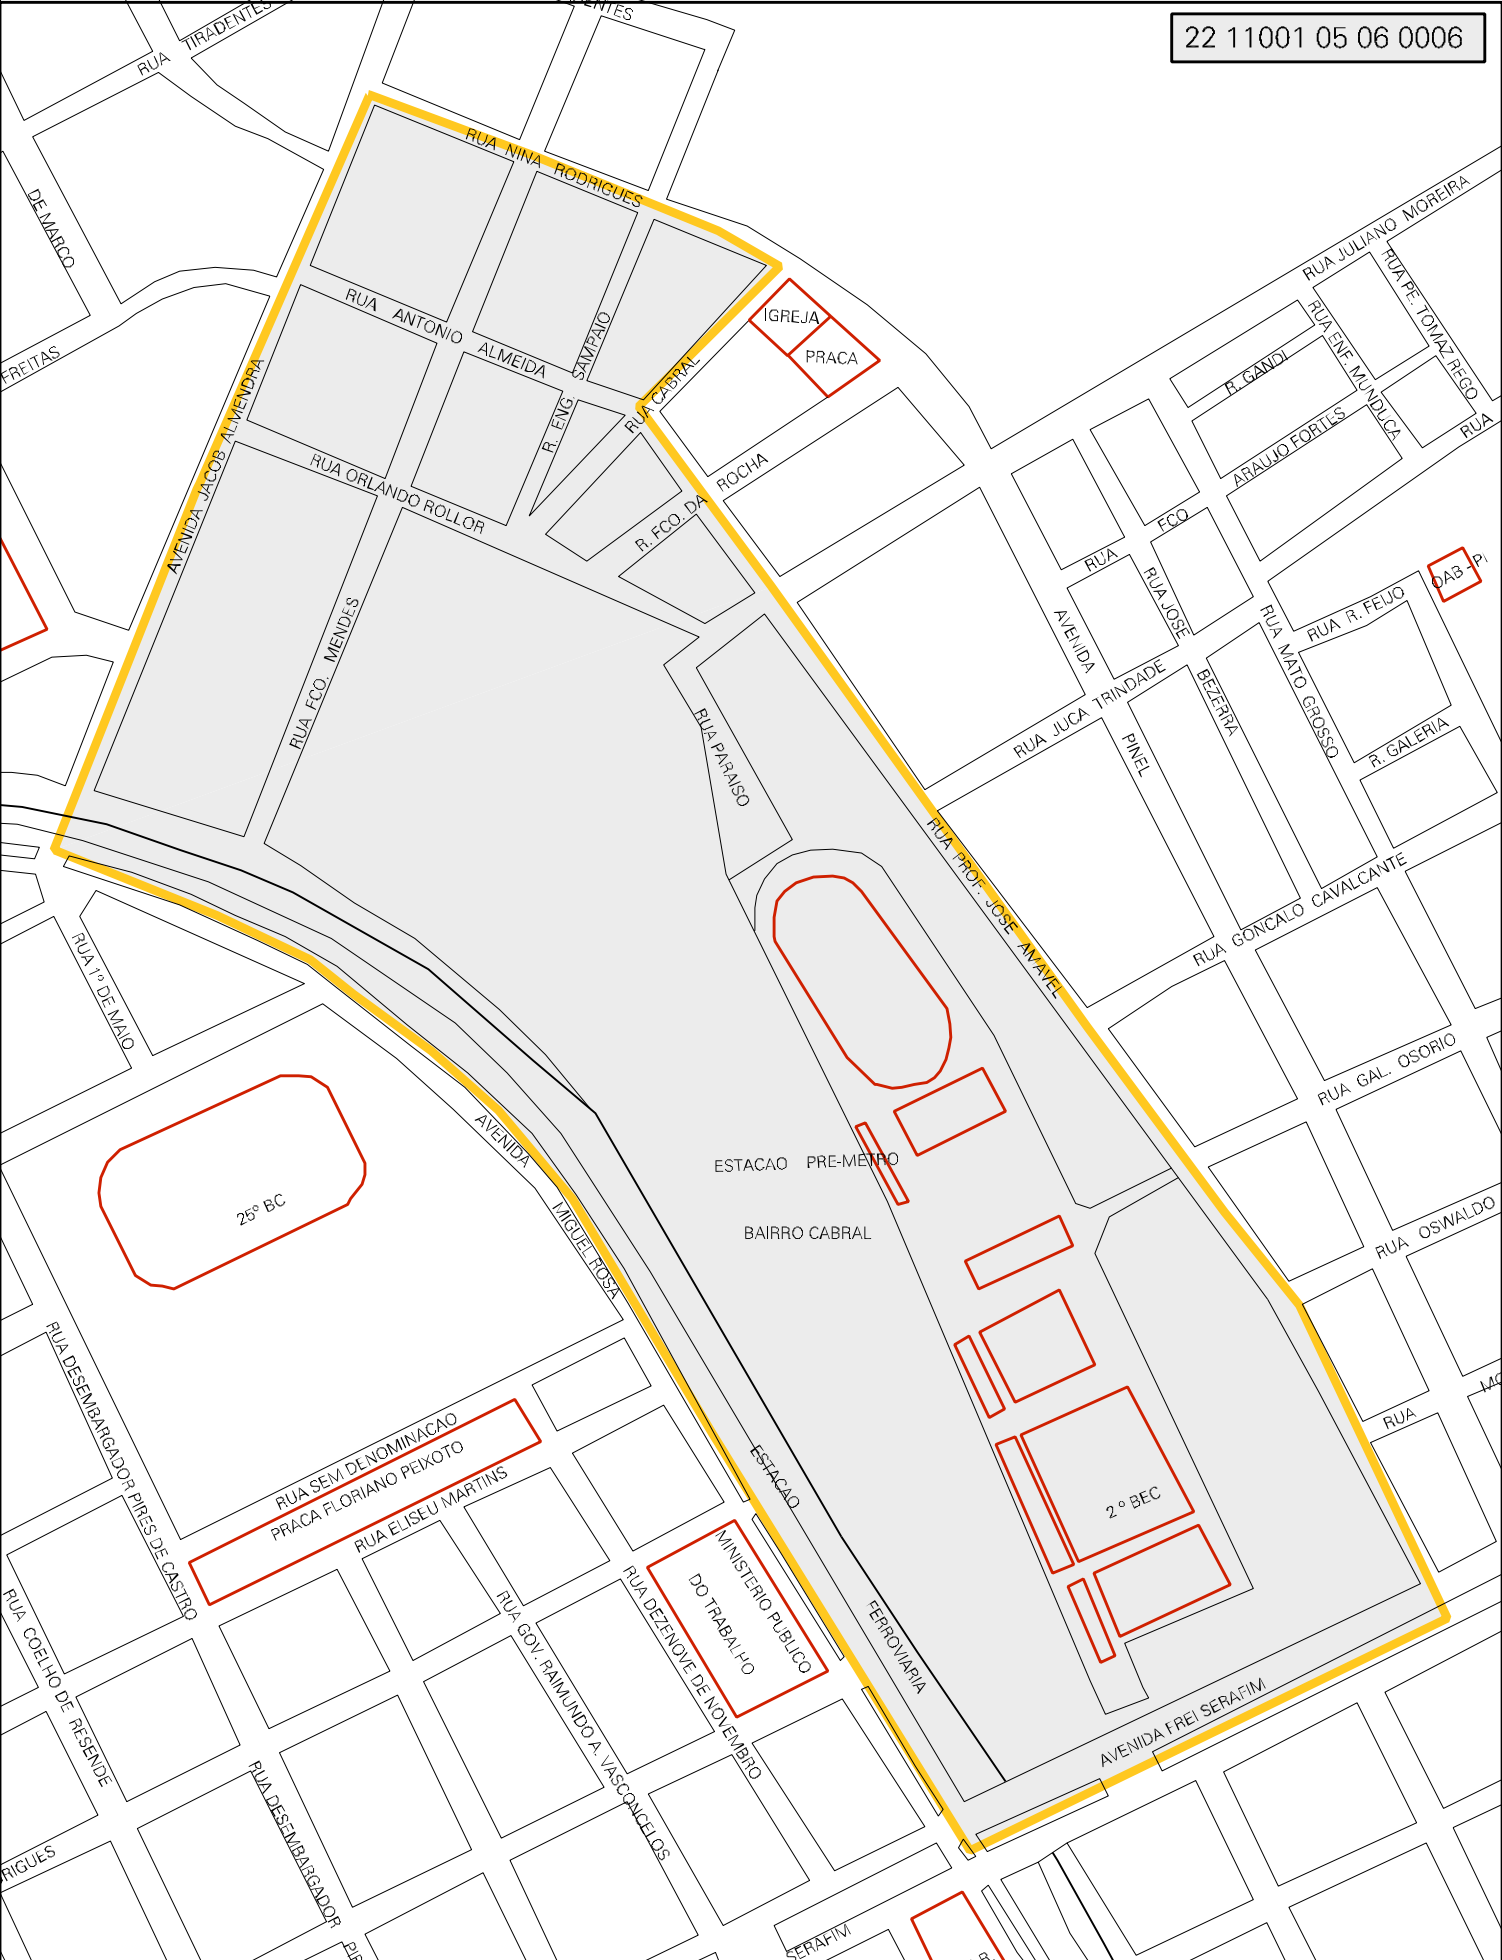 22 11001 05 06 0006
RUA TIRADENTES
DE MARCO
FREITAS
RUA NINA RODRIGUES
IGREJA
PRACA
RUA JULIANO MOREIRA
RUA PE. TOMAZ REGO
RUA ENF. MUNDUCA
R. GANDI
ARAUJO FORTES
RUA
RUA ANTONIO ALMEIDA
R. ENG. SAMPAIO
RUA CABRAL
AVENIDA JACOB ALMENDRA
RUA ORLANDO ROLLOR
R. FCO. DA ROCHA
RUA FCO
RUA JOSE BEZERRA
AVENIDA PINEL
RUA JUCA TRINDADE
RUA MATO GROSSO
RUA R. FEIJO
OAB - PI
R. GALERIA
RUA FCO. MENDES
RUA PARAISO
RUA PROF. JOSE AMAVEL
RUA GONCALO CAVALCANTE
RUA GAL. OSORIO
RUA OSWALDO
RUA
RUA 1º DE MAIO
25º BC
AVENIDA MIGUEL ROSA
ESTACAO PRE-METRO
BAIRRO CABRAL
2º BEC
ESTACAO FERROVIARIA
RUA DESEMBARGADOR PIRES DE CASTRO
RUA SEM DENOMINACAO
PRACA FLORIANO PEIXOTO
RUA ELISEU MARTINS
MINISTERIO PUBLICO
DO TRABALHO
RUA DEZENOVE DE NOVEMBRO
RUA GOV. RAIMUNDO A. VASCONCELOS
RUA COELHO DE RESENDE
RUA DESEMBARGADOR
AVENIDA FREI SERAFIM
RIGUES
SERAFIM